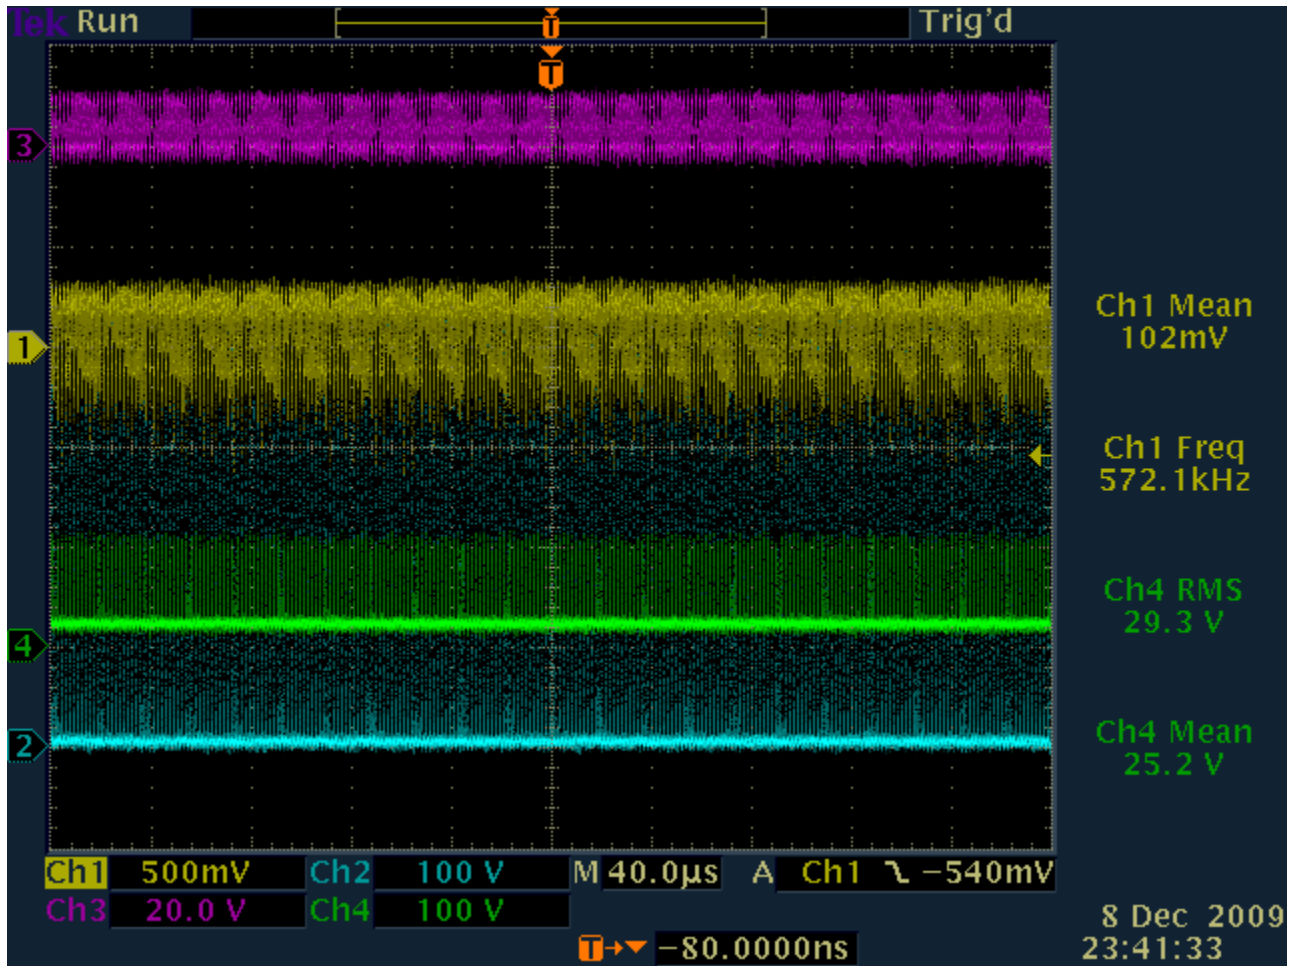 Tek Run Trig'd
T
T
3
1
4
2
Ch1 Mean
102mV
Ch1 Freq
572.1kHz
Ch4 RMS
29.3 V
Ch4 Mean
25.2 V
Ch1 500mV Ch2 100 V M 40.0µs A Ch1 -540mV
Ch3 20.0 V Ch4 100 V
T→▼ -80.0000ns
8 Dec 2009
23:41:33